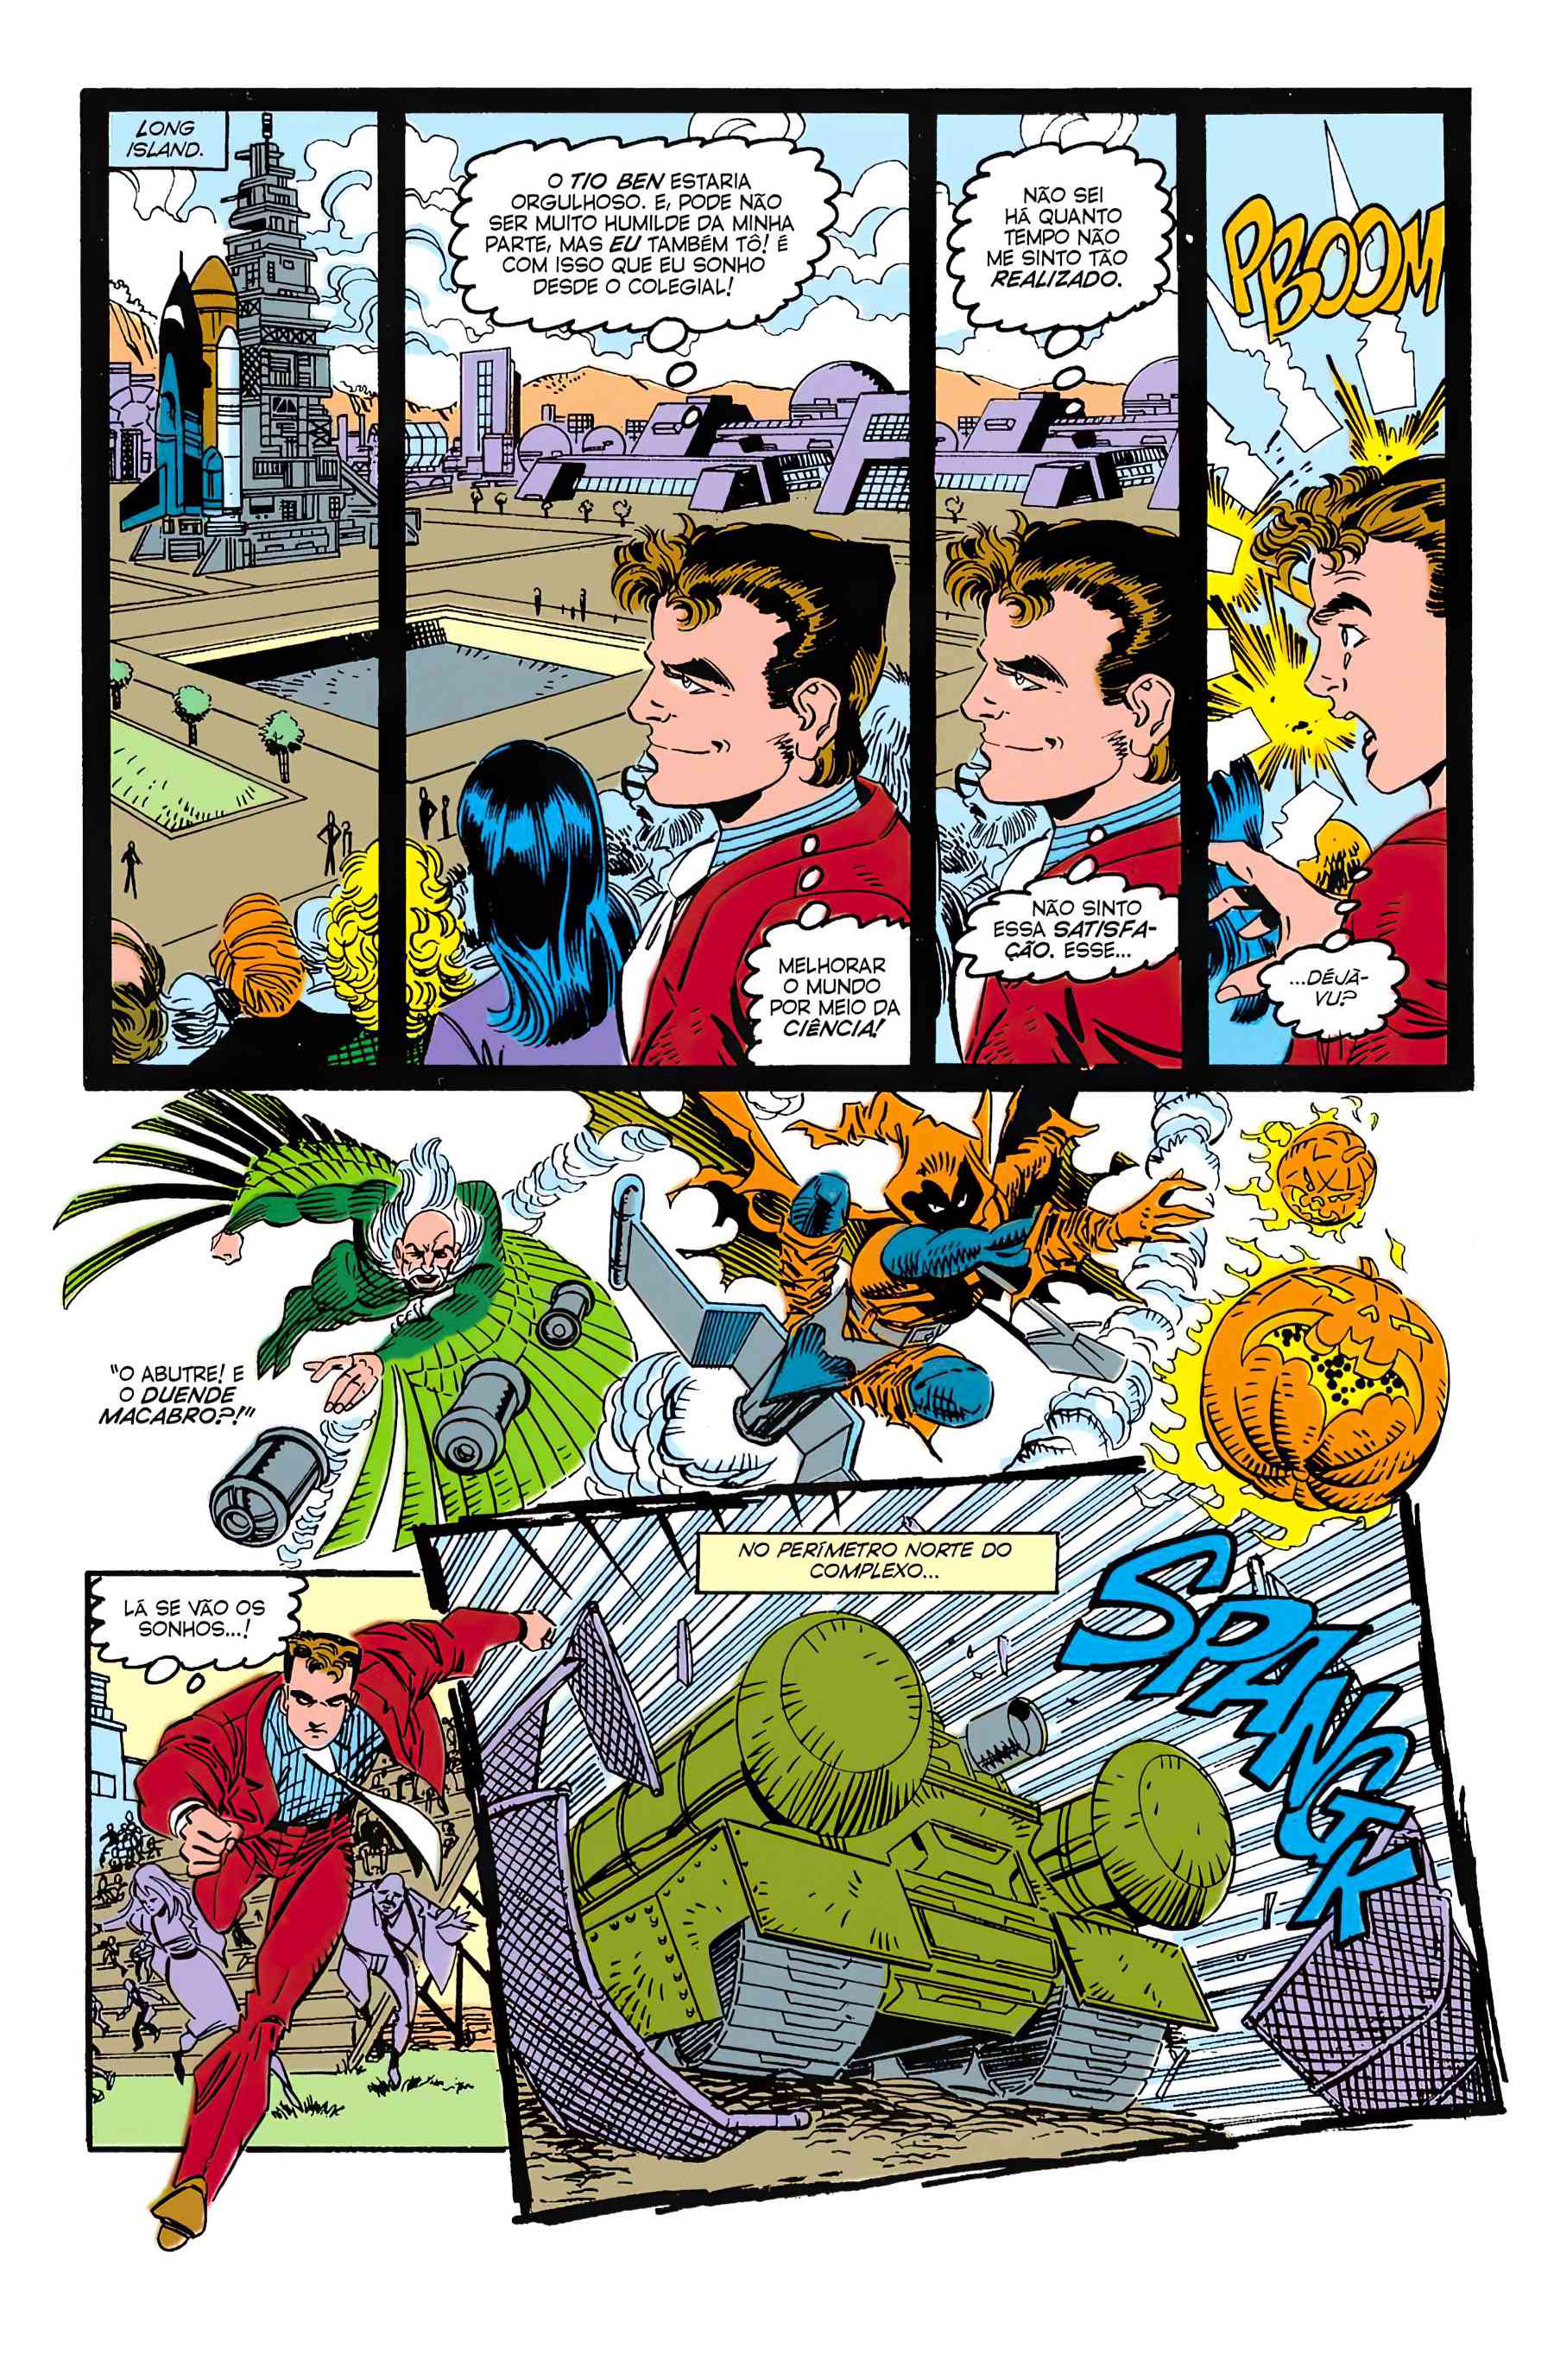 LONG
ISLAND.
O TIO BEN ESTARIA
ORGULHOSO. E, PODE NÃO
SER MUITO HUMILDE DA MINHA
PARTE, MAS EU TAMBÉM TÔ! É
COM ISSO QUE EU SONHO
DESDE O COLEGIAL!
MELHORAR
O MUNDO
POR MEIO DA
CIÊNCIA!
NÃO SEI
HÁ QUANTO
TEMPO NÃO
ME SINTO TÃO
REALIZADO.
NÃO SINTO
ESSA SATISFA-
ÇÃO. ESSE...
PBOOM
...DÉJÀ-
VU?
"O ABUTRE! E
O DUENDE
MACABRO?!"
LÁ SE VÃO OS
SONHOS...!
NO PERÍMETRO NORTE DO
COMPLEXO...
SPANGK